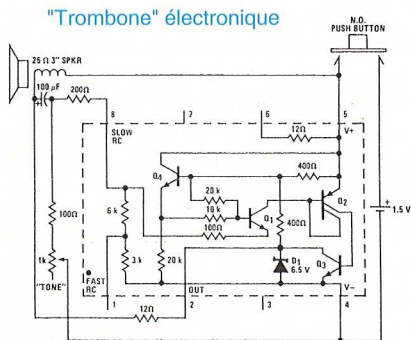 "Trombone" électronique
N.O.
PUSH BUTTON
25 Ω 3" SPKR
100 µF
+
200Ω
8
7
6
5
SLOW
RC
12Ω
V+
Q4
400Ω
20 k
Q1
Q2
6 k
10 k
100Ω
400Ω
+
1.5 V
100Ω
1k
"TONE"
FAST
RC
3 k
20 k
D1
6.5 V
Q3
OUT
V−
1
2
3
4
12Ω